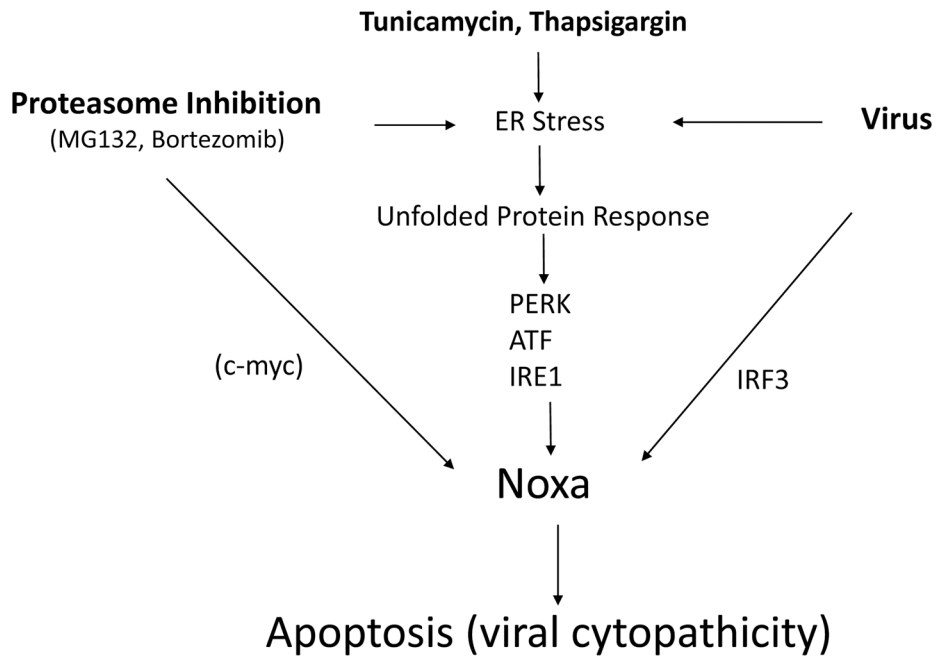 Tunicamycin, Thapsigargin
Proteasome Inhibition
(MG132, Bortezomib)
ER Stress
Virus
Unfolded Protein Response
PERK
ATF
IRE1
(c-myc)
IRF3
Noxa
Apoptosis (viral cytopathicity)